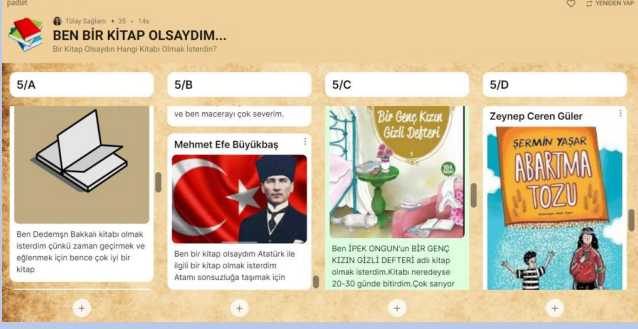 padlet
YENİDEN YAP
Tülay Sağlam + 35 • 14s
BEN BİR KİTAP OLSAYDIM...
Bir Kitap Olsaydın Hangi Kitabı Olmak İsterdin?
5/A
Ben Dedemşn Bakkalı kitabı olmak
isterdim çünkü zaman geçirmek ve
eğlenmek için bence çok iyi bir
kitap
5/B
ve ben macerayı çok severim.
Mehmet Efe Büyükbaş
Ben bir kitap olsaydım Atatürk ile
ilgili bir kitap olmak isterdim
Atamı sonsuzluğa taşımak için
5/C
Bir Genç Kızın
Gizli Defteri
1
Ben İPEK ONGUN'un BİR GENÇ
KIZIN GİZLİ DEFTERİ adlı kitap
olmak isterdim.Kitabı neredeyse
20-30 günde bitirdim.Çok sarıyor
5/D
Zeynep Ceren Güler
ŞERMİN YAŞAR
ABARTMA
TOZU